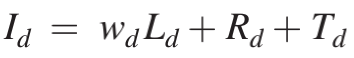 I_d = w_d L_d + R_d + T_d